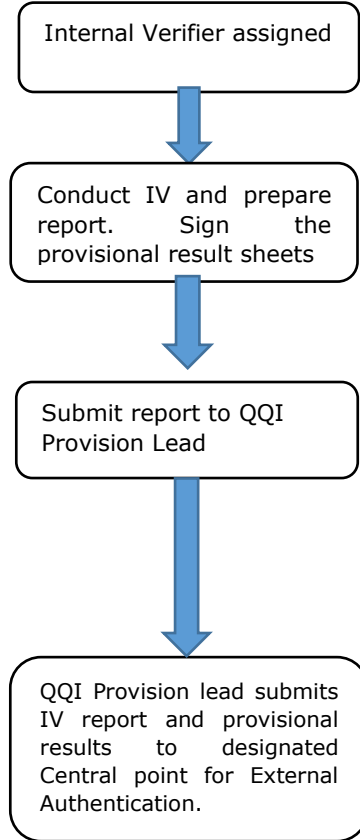 Internal Verifier assigned
Conduct IV and prepare
report. Sign the
provisional result sheets
Submit report to QQI
Provision Lead
QQI Provision lead submits
IV report and provisional
results to designated
Central point for External
Authentication.